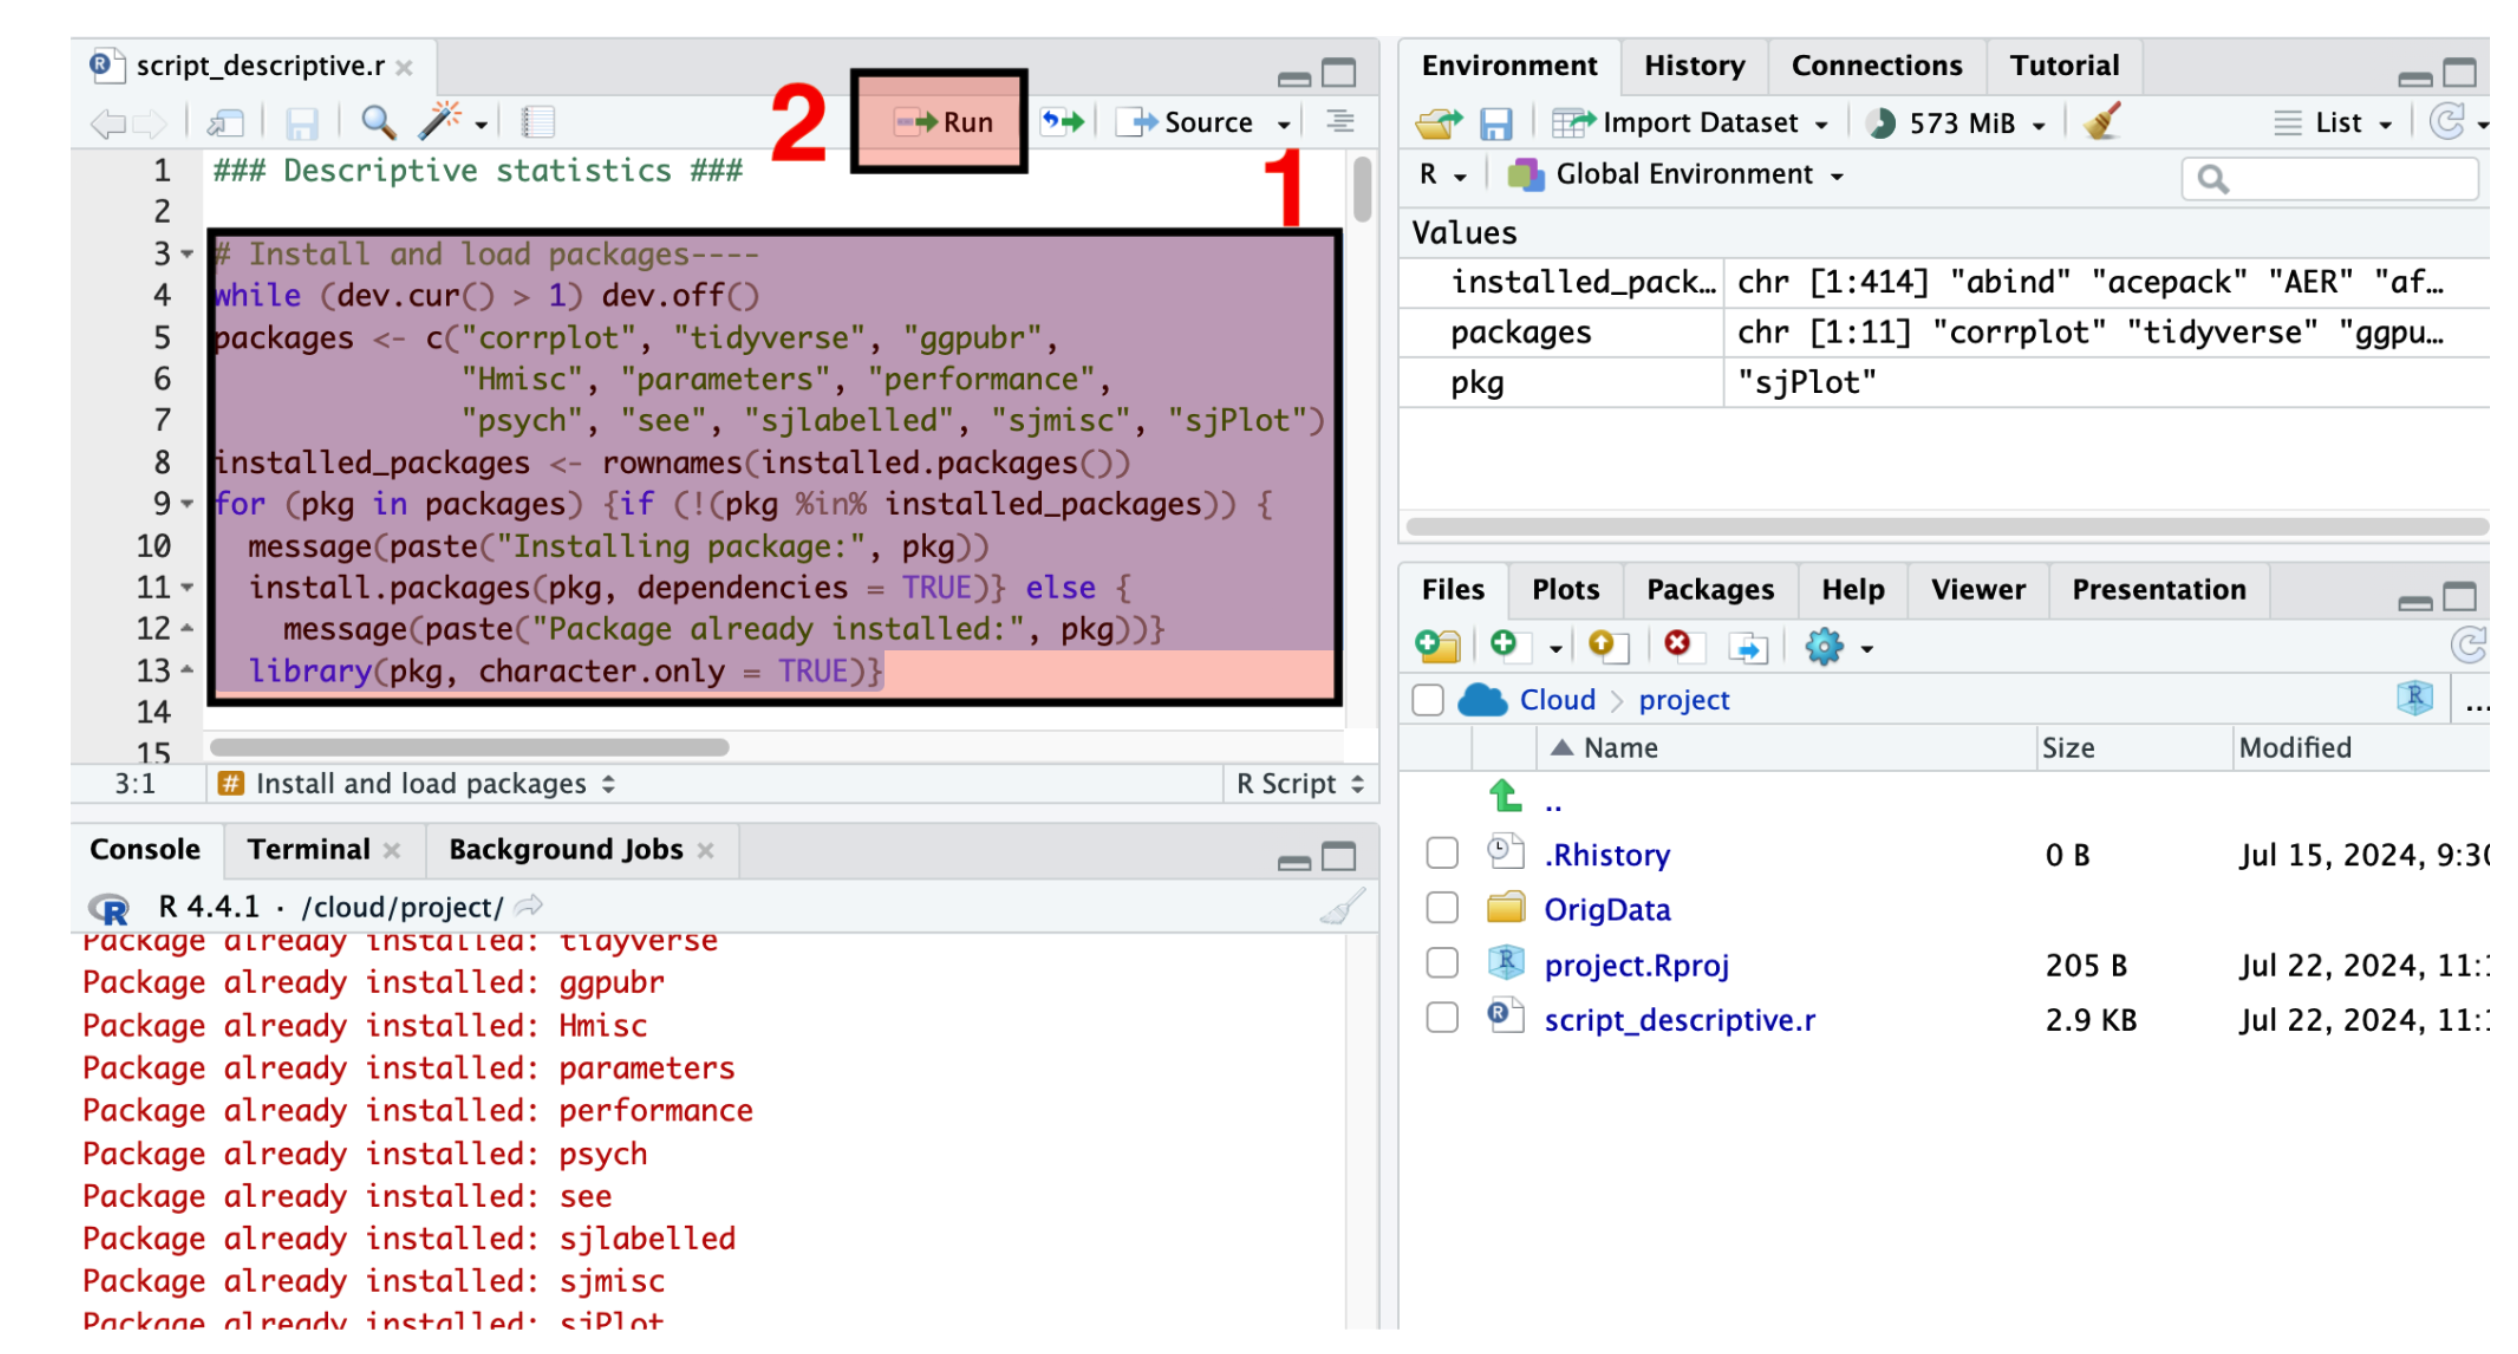 script_descriptive.r
Run
Source
2
1
1 ### Descriptive statistics ###
2
3 # Install and load packages----
4 while (dev.cur() > 1) dev.off()
5 packages <- c("corrplot", "tidyverse", "ggpubr",
6 "Hmisc", "parameters", "performance",
7 "psych", "see", "sjlabelled", "sjmisc", "sjPlot")
8 installed_packages <- rownames(installed.packages())
9 for (pkg in packages) {if (!(pkg %in% installed_packages)) {
10 message(paste("Installing package:", pkg))
11 install.packages(pkg, dependencies = TRUE)} else {
12 message(paste("Package already installed:", pkg))}
13 library(pkg, character.only = TRUE)}
14
15
3:1 # Install and load packages R Script
Console Terminal Background Jobs
R 4.4.1 · /cloud/project/
Package already installed: tidyverse
Package already installed: ggpubr
Package already installed: Hmisc
Package already installed: parameters
Package already installed: performance
Package already installed: psych
Package already installed: see
Package already installed: sjlabelled
Package already installed: sjmisc
Package already installed: sjPlot
Environment History Connections Tutorial
Import Dataset 573 MiB List
R Global Environment
Values
installed_pack… chr [1:414] "abind" "acepack" "AER" "af…
packages chr [1:11] "corrplot" "tidyverse" "ggpu…
pkg "sjPlot"
Files Plots Packages Help Viewer Presentation
Cloud > project R ...
Name Size Modified
..
.Rhistory 0 B Jul 15, 2024, 9:30
OrigData
project.Rproj 205 B Jul 22, 2024, 11:
script_descriptive.r 2.9 KB Jul 22, 2024, 11: